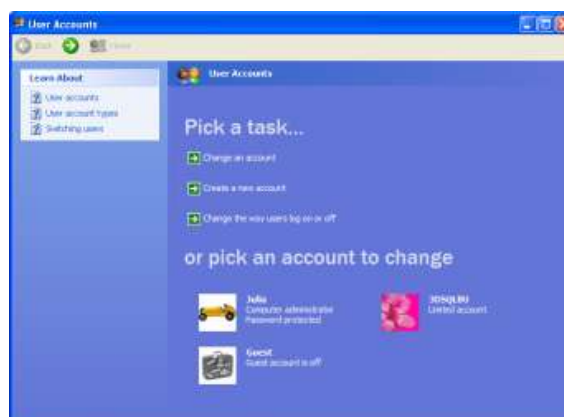 User Accounts
Back
Home
Learn About
User accounts
User account types
Switching users
User Accounts
Pick a task...
Change an account
Create a new account
Change the way users log on or off
or pick an account to change
Julia
Computer administrator
Password protected
Limited account
Guest
Guest account is off